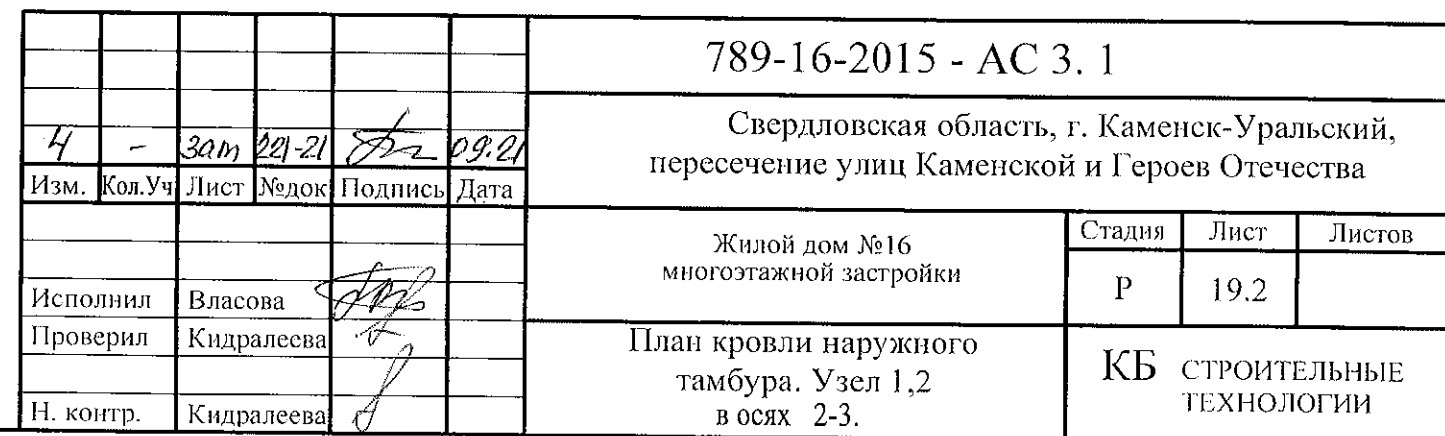 789-16-2015 - АС 3. 1
Свердловская область, г. Каменск-Уральский,
пересечение улиц Каменской и Героев Отечества
4 - зам 221-21 09.21
Изм. Кол.Уч Лист №док Подпись Дата
Жилой дом №16
многоэтажной застройки
Стадия Лист Листов
Р 19.2
Исполнил Власова
Проверил Кидралеева
Н. контр. Кидралеева
План кровли наружного
тамбура. Узел 1,2
в осях 2-3.
КБ СТРОИТЕЛЬНЫЕ
ТЕХНОЛОГИИ